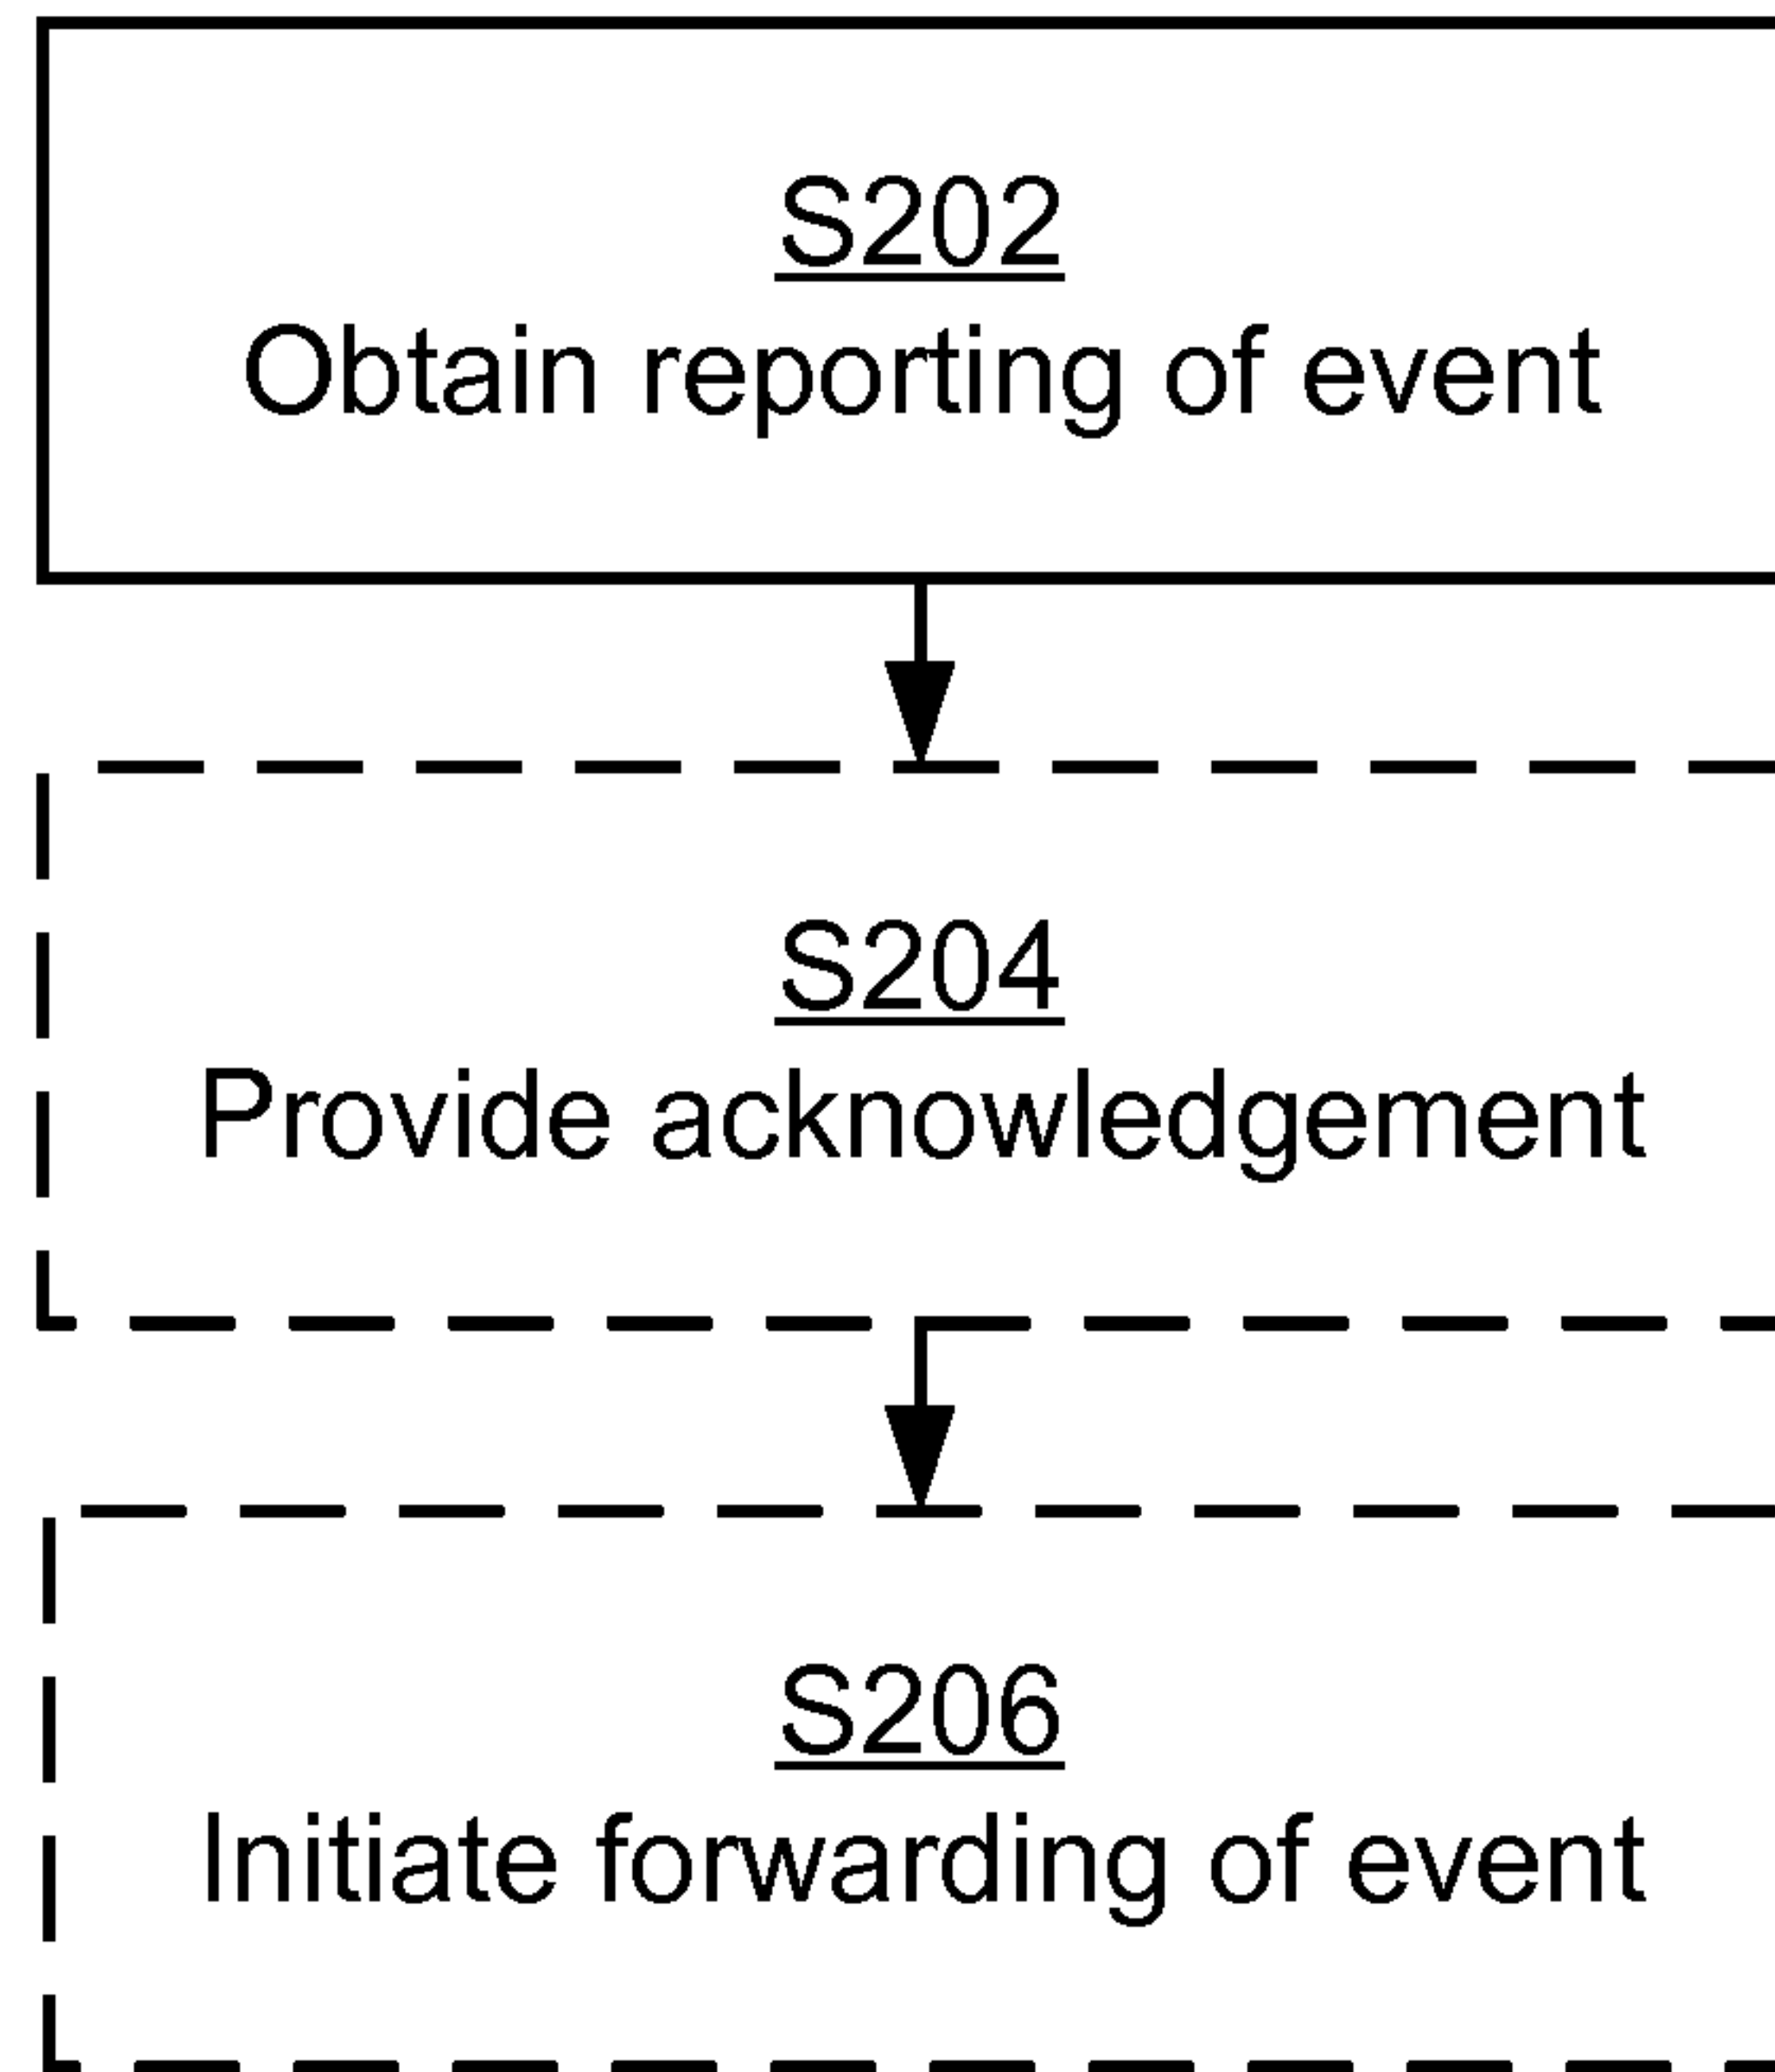 S202
Obtain reporting of event
S204
Provide acknowledgement
S206
Initiate forwarding of event